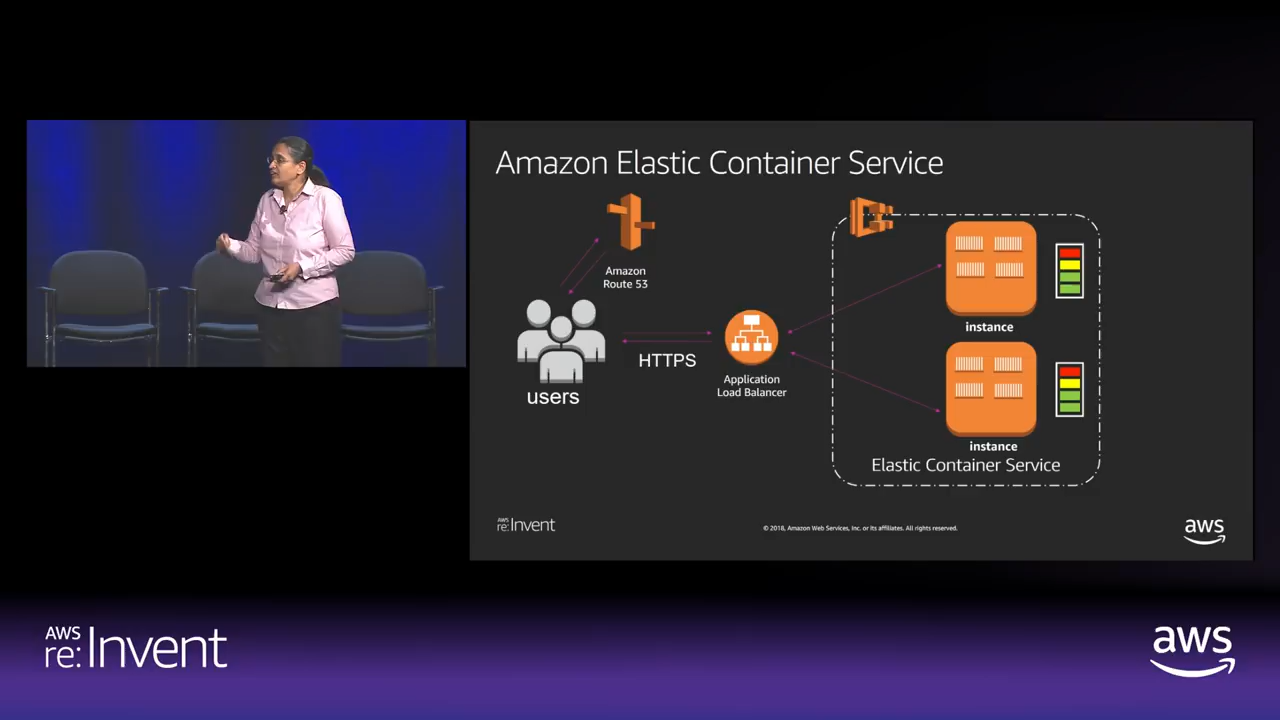 Amazon Elastic Container Service
Amazon
Route 53
users
HTTPS
Application
Load Balancer
instance
instance
Elastic Container Service
AWS
re:Invent
© 2018, Amazon Web Services, Inc. or its affiliates. All rights reserved.
aws
AWS
re:Invent
aws